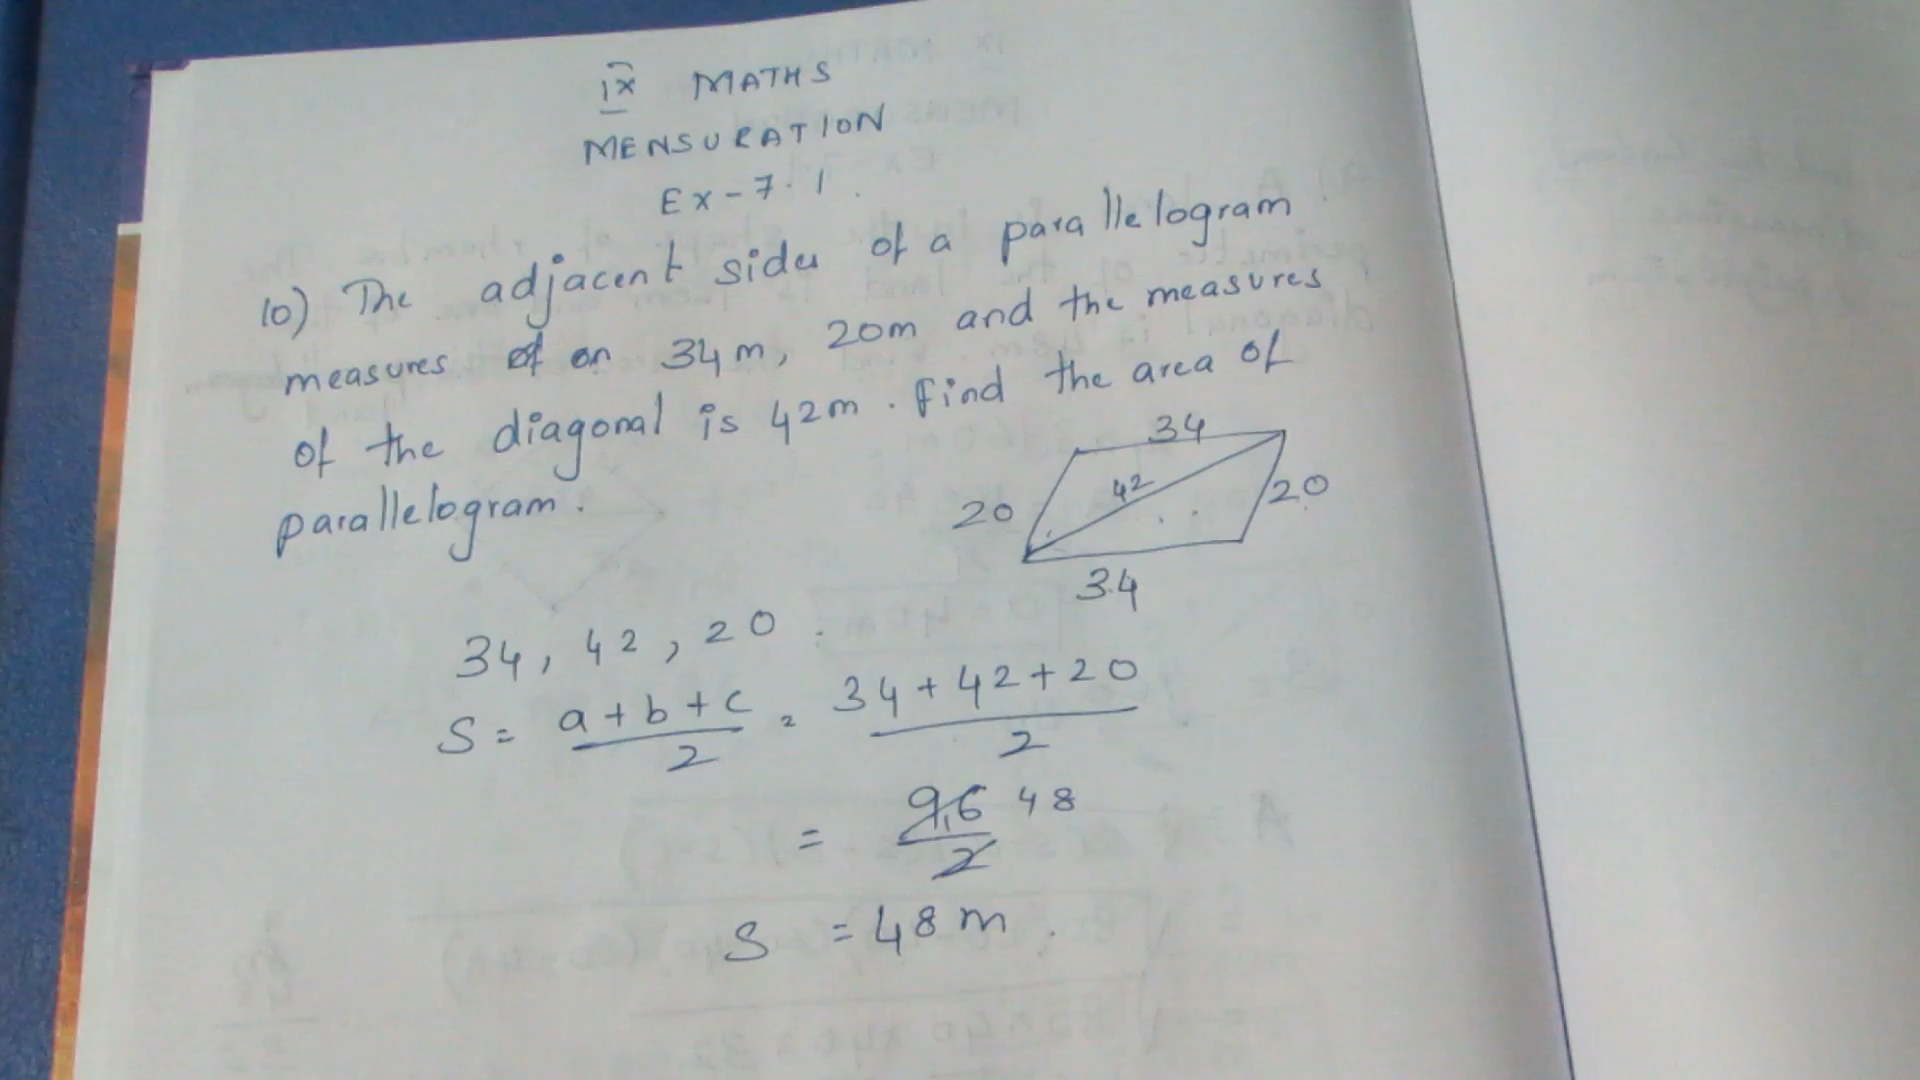 IX MATHS
MENSURATION
Ex - 7.1.
10) The adjacent sides of a parallelogram
measures of on 34m, 20m and the measures
of the diagonal is 42m. Find the area of
parallelogram.
34
42
20
20
34
34, 42, 20.
S = a+b+c/2 = 34+42+20/2
= 96/2 48
S = 48m.